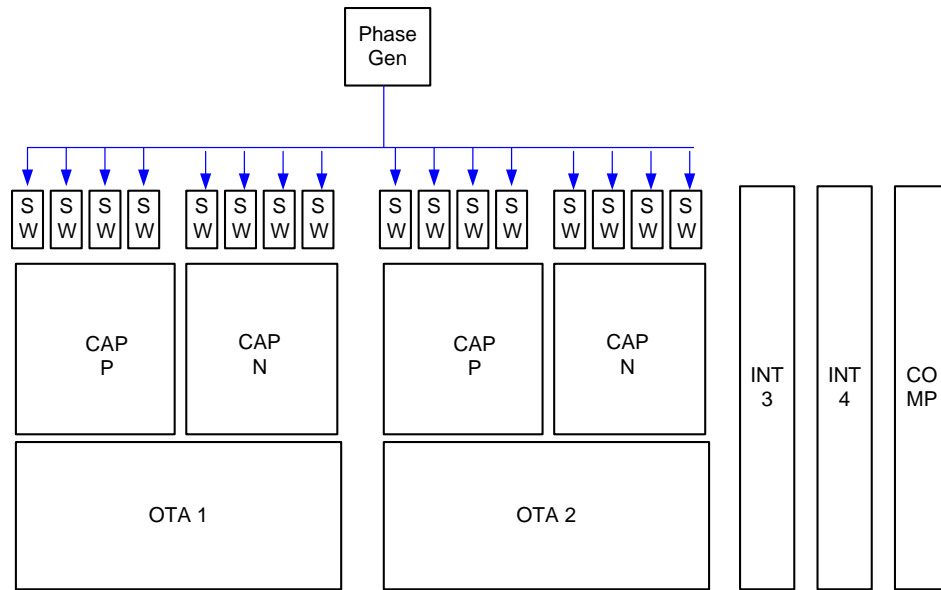 Phase
Gen
S S S S S S S S S S S S S S S S
W W W W W W W W W W W W W W W W
CAP
P
CAP
N
CAP
P
CAP
N
INT
3
INT
4
CO
MP
OTA 1
OTA 2